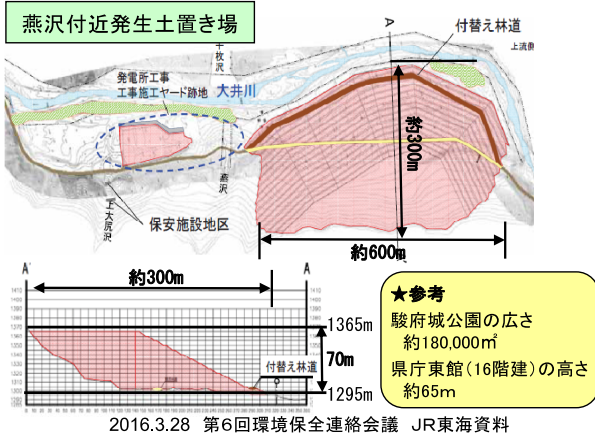 燕沢付近発生土置き場
付替え林道
A
上流側
千枚沢
発電所工事
工事施工ヤード跡地
大井川
約300m
燕沢
保安施設地区
上大尻沢
約600m
A'
約300m
A
1365m
70m
付替え林道
1295m
★参考
駿府城公園の広さ
約180,000㎡
県庁東館(16階建)の高さ
約65m
2016.3.28 第6回環境保全連絡会議 JR東海資料